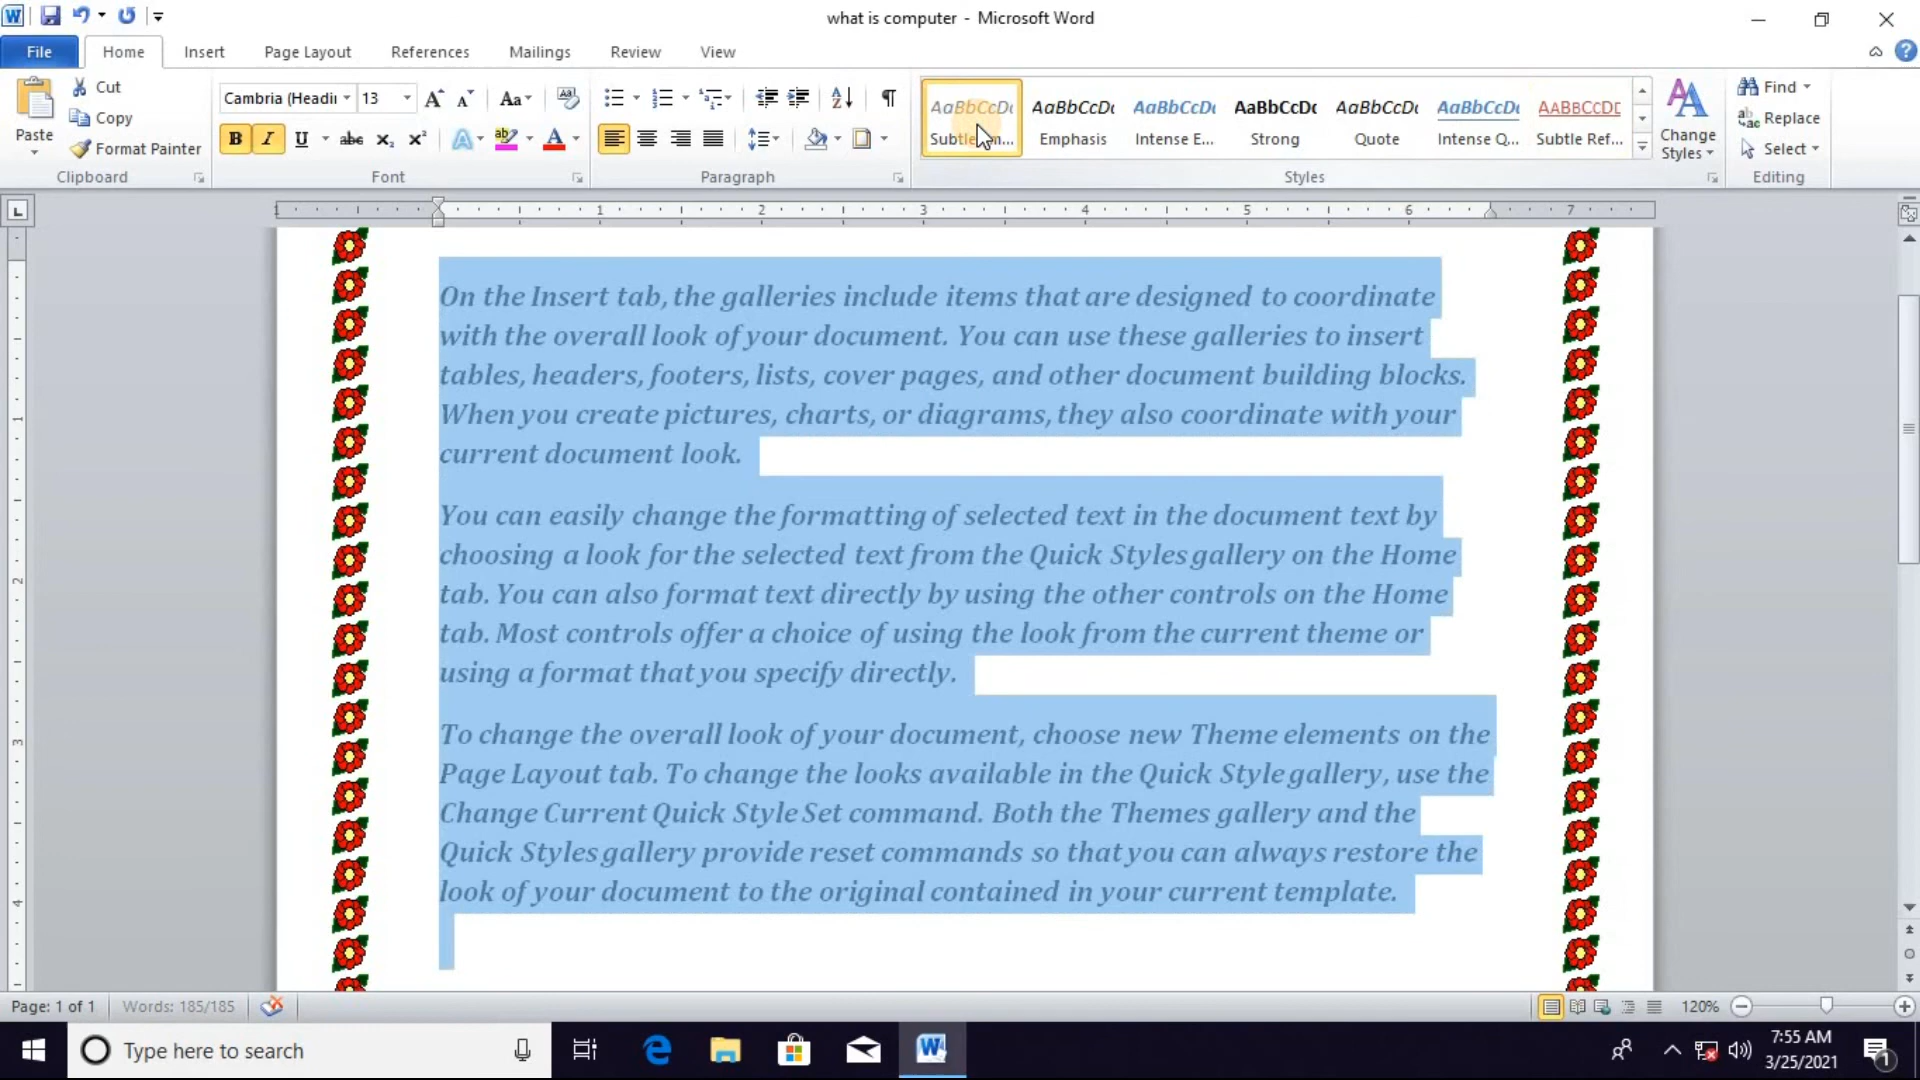 what is computer - Microsoft Word
File Home Insert Page Layout References Mailings Review View
Cut
Copy
Format Painter
Paste
Clipboard
Cambria (Headin 13
Font
Paragraph
AaBbCcDc AaBbCcDc AaBbCcDc AaBbCcDc AaBbCcDc AaBbCcDc AaBbCcDc
Subtle Em... Emphasis Intense E... Strong Quote Intense Q... Subtle Ref...
Styles
Change
Styles
Find
Replace
Select
Editing
1 1 2 3 4 5 6 7
On the Insert tab, the galleries include items that are designed to coordinate
with the overall look of your document. You can use these galleries to insert
tables, headers, footers, lists, cover pages, and other document building blocks.
When you create pictures, charts, or diagrams, they also coordinate with your
current document look.
You can easily change the formatting of selected text in the document text by
choosing a look for the selected text from the Quick Styles gallery on the Home
tab. You can also format text directly by using the other controls on the Home
tab. Most controls offer a choice of using the look from the current theme or
using a format that you specify directly.
To change the overall look of your document, choose new Theme elements on the
Page Layout tab. To change the looks available in the Quick Style gallery, use the
Change Current Quick Style Set command. Both the Themes gallery and the
Quick Styles gallery provide reset commands so that you can always restore the
look of your document to the original contained in your current template.
Page: 1 of 1 Words: 185/185 120%
Type here to search
7:55 AM
3/25/2021